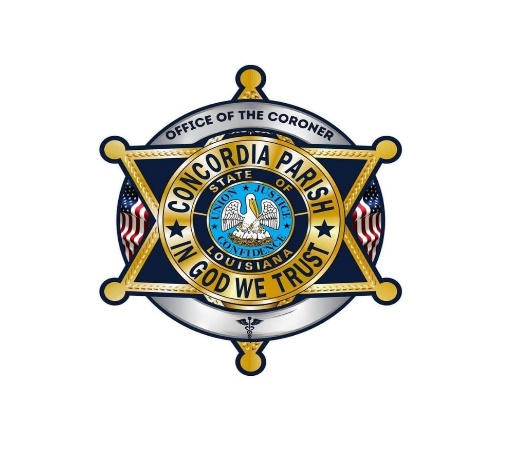 OFFICE OF THE CORONER
CONCORDIA PARISH
STATE OF
UNION JUSTICE
CONFIDENCE
LOUISIANA
IN GOD WE TRUST